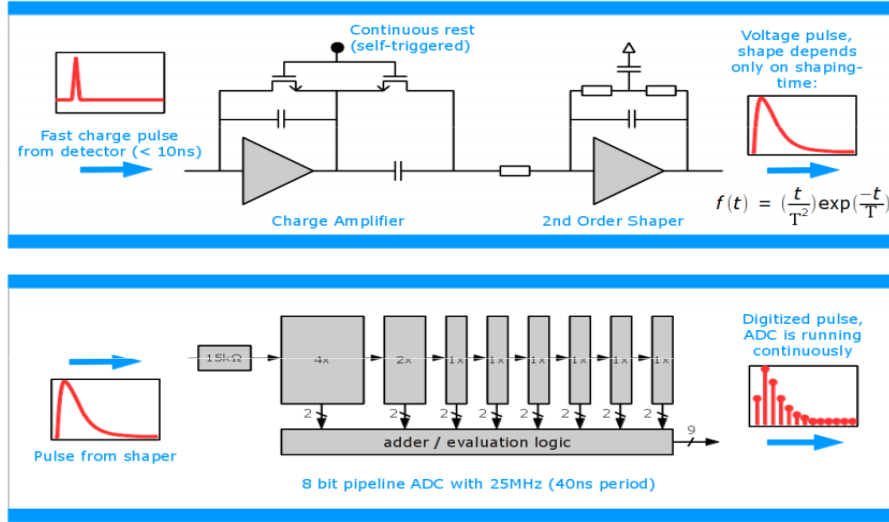 Continuous rest
(self-triggered)
Voltage pulse,
shape depends
only on shaping-
time:
Fast charge pulse
from detector (< 10ns)
Charge Amplifier
2nd Order Shaper
f(t) = (t/T²)exp(-t/T)
Digitized pulse,
ADC is running
continuously
15kΩ
4x
2x
1x
1x
1x
1x
1x
1x
2
2
2
2
2
2
2
2
9
adder / evaluation logic
Pulse from shaper
8 bit pipeline ADC with 25MHz (40ns period)